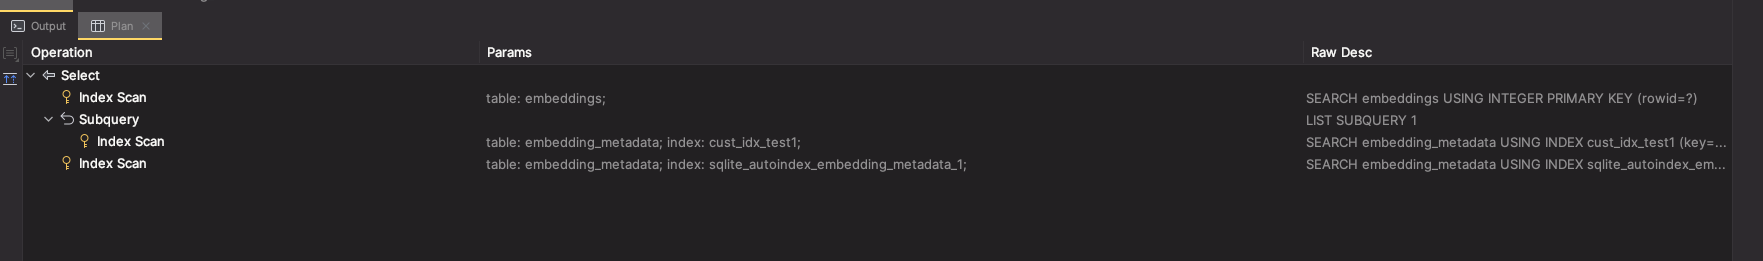 Output Plan
Operation Params Raw Desc
Select
Index Scan table: embeddings; SEARCH embeddings USING INTEGER PRIMARY KEY (rowid=?)
Subquery LIST SUBQUERY 1
Index Scan table: embedding_metadata; index: cust_idx_test1; SEARCH embedding_metadata USING INDEX cust_idx_test1 (key=...
Index Scan table: embedding_metadata; index: sqlite_autoindex_embedding_metadata_1; SEARCH embedding_metadata USING INDEX sqlite_autoindex_em...